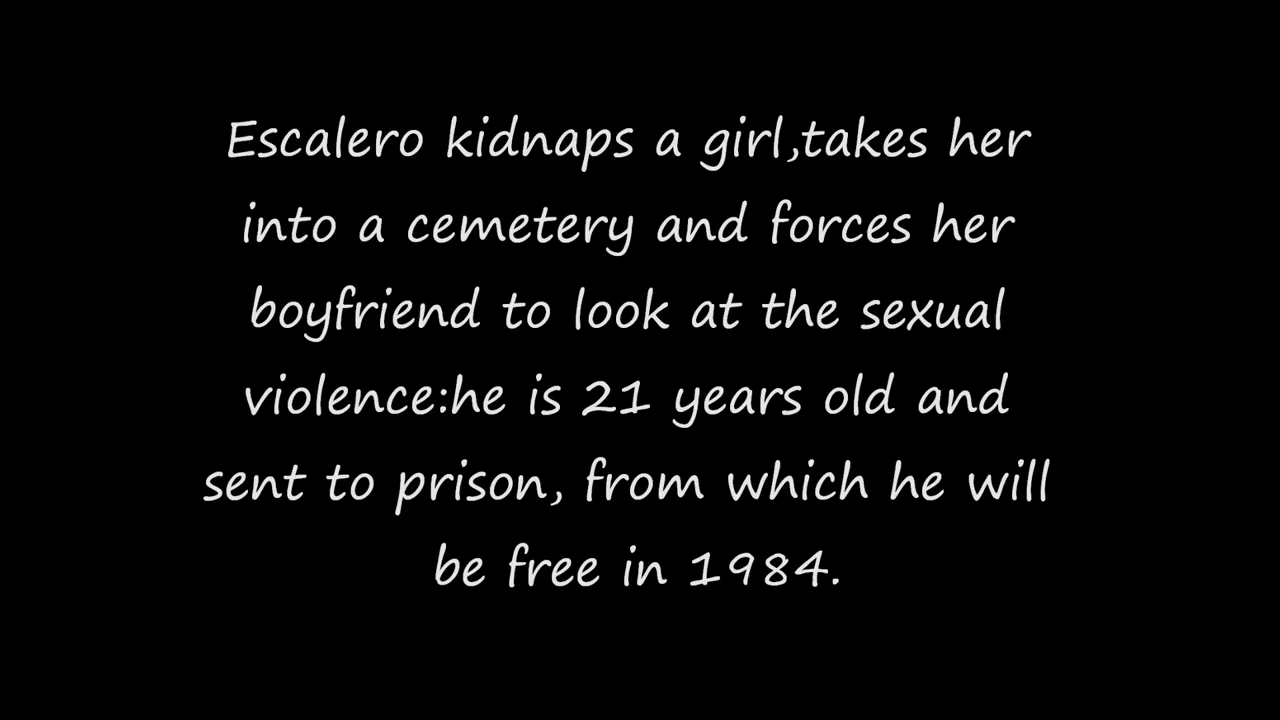 Escalero kidnaps a girl,takes her
into a cemetery and forces her
boyfriend to look at the sexual
violence:he is 21 years old and
sent to prison, from which he will
be free in 1984.